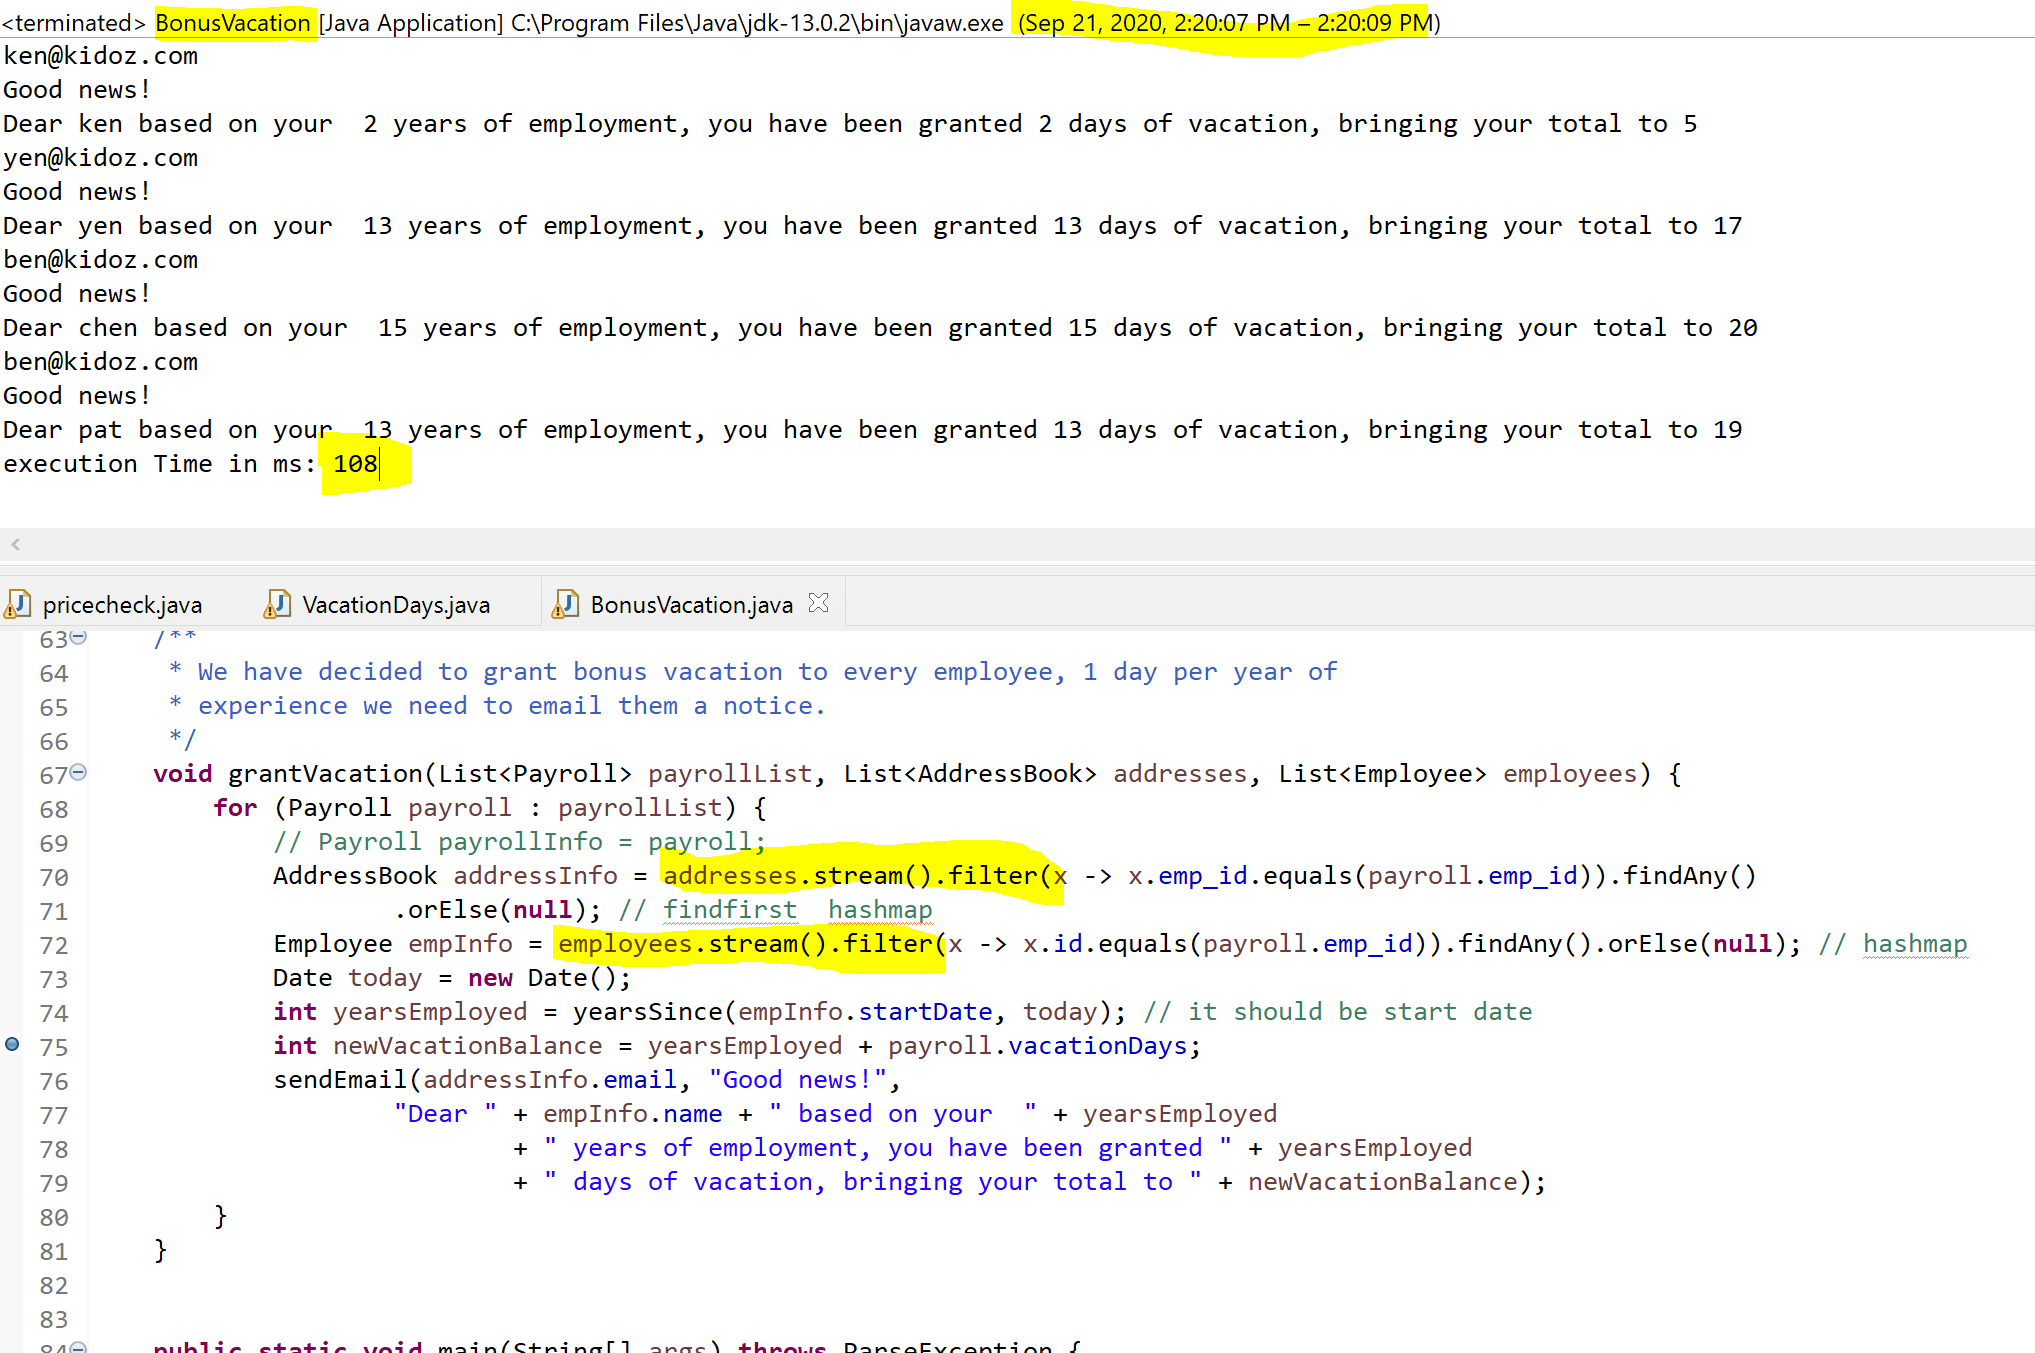 <terminated> BonusVacation [Java Application] C:\Program Files\Java\jdk-13.0.2\bin\javaw.exe (Sep 21, 2020, 2:20:07 PM – 2:20:09 PM)
ken@kidoz.com
Good news!
Dear ken based on your  2 years of employment, you have been granted 2 days of vacation, bringing your total to 5
yen@kidoz.com
Good news!
Dear yen based on your  13 years of employment, you have been granted 13 days of vacation, bringing your total to 17
ben@kidoz.com
Good news!
Dear chen based on your  15 years of employment, you have been granted 15 days of vacation, bringing your total to 20
ben@kidoz.com
Good news!
Dear pat based on your  13 years of employment, you have been granted 13 days of vacation, bringing your total to 19
execution Time in ms: 108
pricecheck.java VacationDays.java BonusVacation.java
63 /**
64 * We have decided to grant bonus vacation to every employee, 1 day per year of
65 * experience we need to email them a notice.
66 */
67 void grantVacation(List<Payroll> payrollList, List<AddressBook> addresses, List<Employee> employees) {
68 for (Payroll payroll : payrollList) {
69 // Payroll payrollInfo = payroll;
70 AddressBook addressInfo = addresses.stream().filter(x -> x.emp_id.equals(payroll.emp_id)).findAny()
71 .orElse(null); // findfirst  hashmap
72 Employee empInfo = employees.stream().filter(x -> x.id.equals(payroll.emp_id)).findAny().orElse(null); // hashmap
73 Date today = new Date();
74 int yearsEmployed = yearsSince(empInfo.startDate, today); // it should be start date
75 int newVacationBalance = yearsEmployed + payroll.vacationDays;
76 sendEmail(addressInfo.email, "Good news!",
77 "Dear " + empInfo.name + " based on your  " + yearsEmployed
78 + " years of employment, you have been granted " + yearsEmployed
79 + " days of vacation, bringing your total to " + newVacationBalance);
80 }
81 }
82
83
84 public static void main(String[] args) throws ParseException {